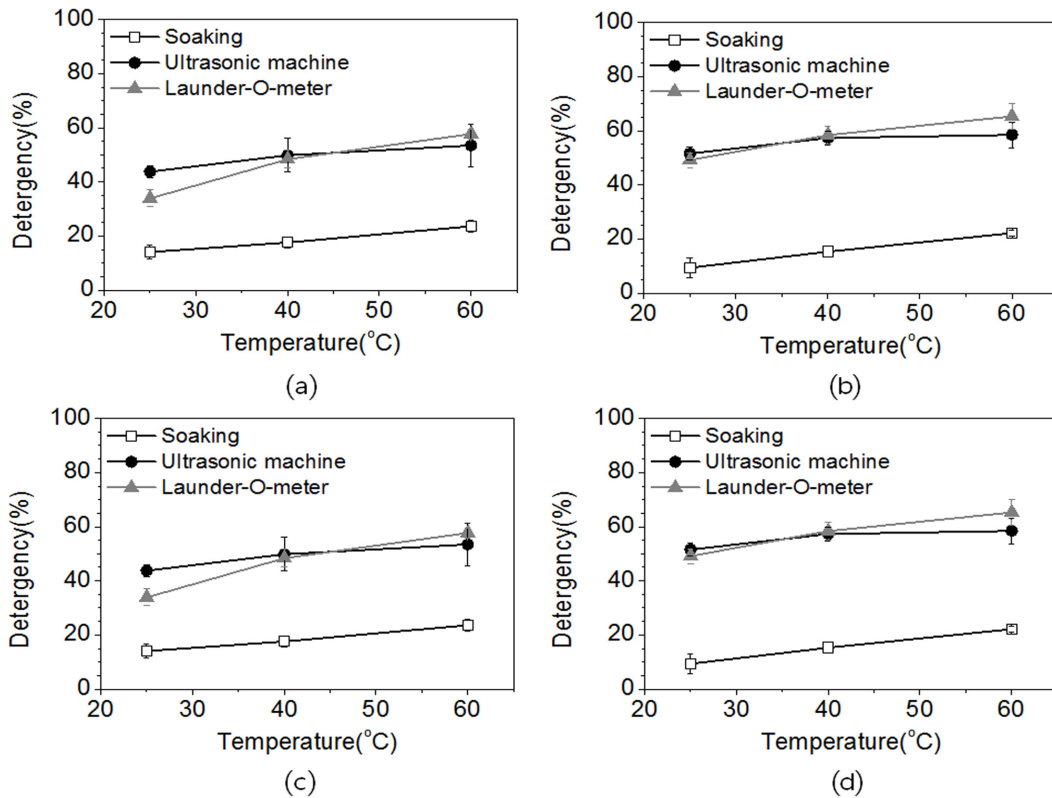 100
80
60
40
20
0
Detergency(%)
Soaking
Ultrasonic machine
Launder-O-meter
20 30 40 50 60
Temperature(°C)
(a)
100
80
60
40
20
0
Detergency(%)
Soaking
Ultrasonic machine
Launder-O-meter
20 30 40 50 60
Temperature(°C)
(b)
100
80
60
40
20
0
Detergency(%)
Soaking
Ultrasonic machine
Launder-O-meter
20 30 40 50 60
Temperature(°C)
(c)
100
80
60
40
20
0
Detergency(%)
Soaking
Ultrasonic machine
Launder-O-meter
20 30 40 50 60
Temperature(°C)
(d)